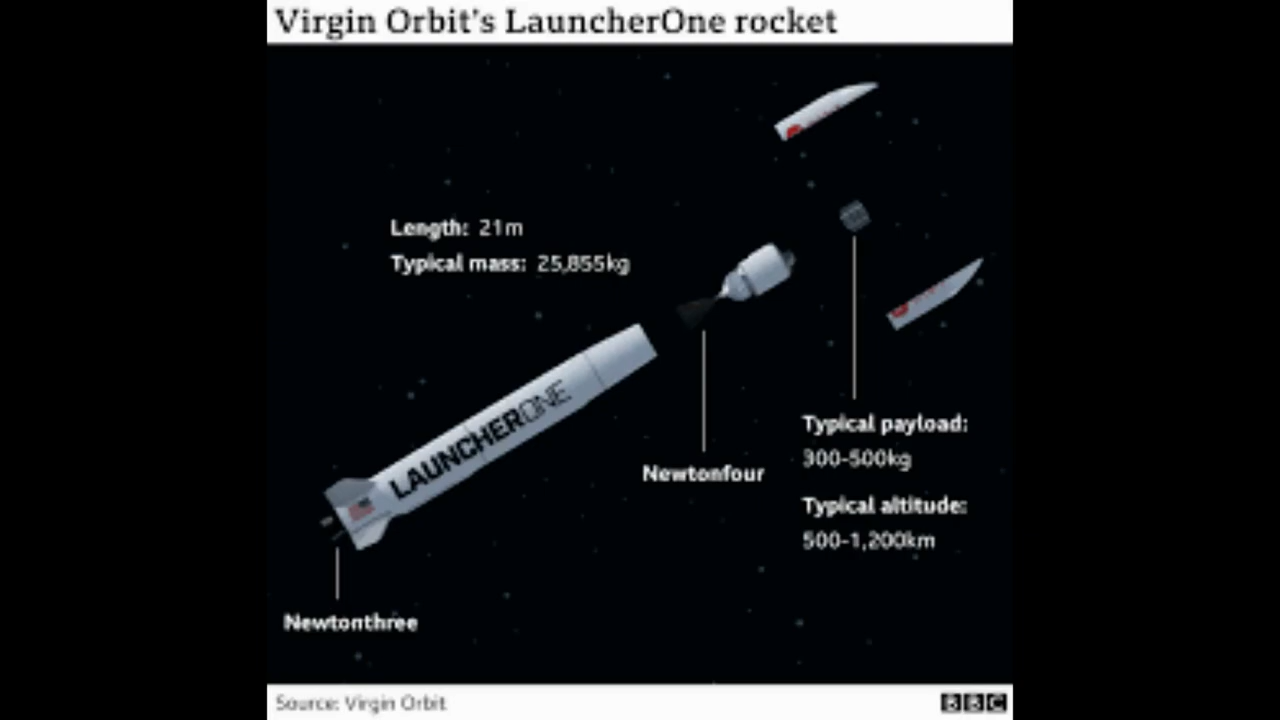 Virgin Orbit's LauncherOne rocket
Length: 21m
Typical mass: 25,855kg
LAUNCHERONE
Newtonfour
Typical payload:
300-500kg
Typical altitude:
500-1,200km
Newtonthree
Source: Virgin Orbit
BBC